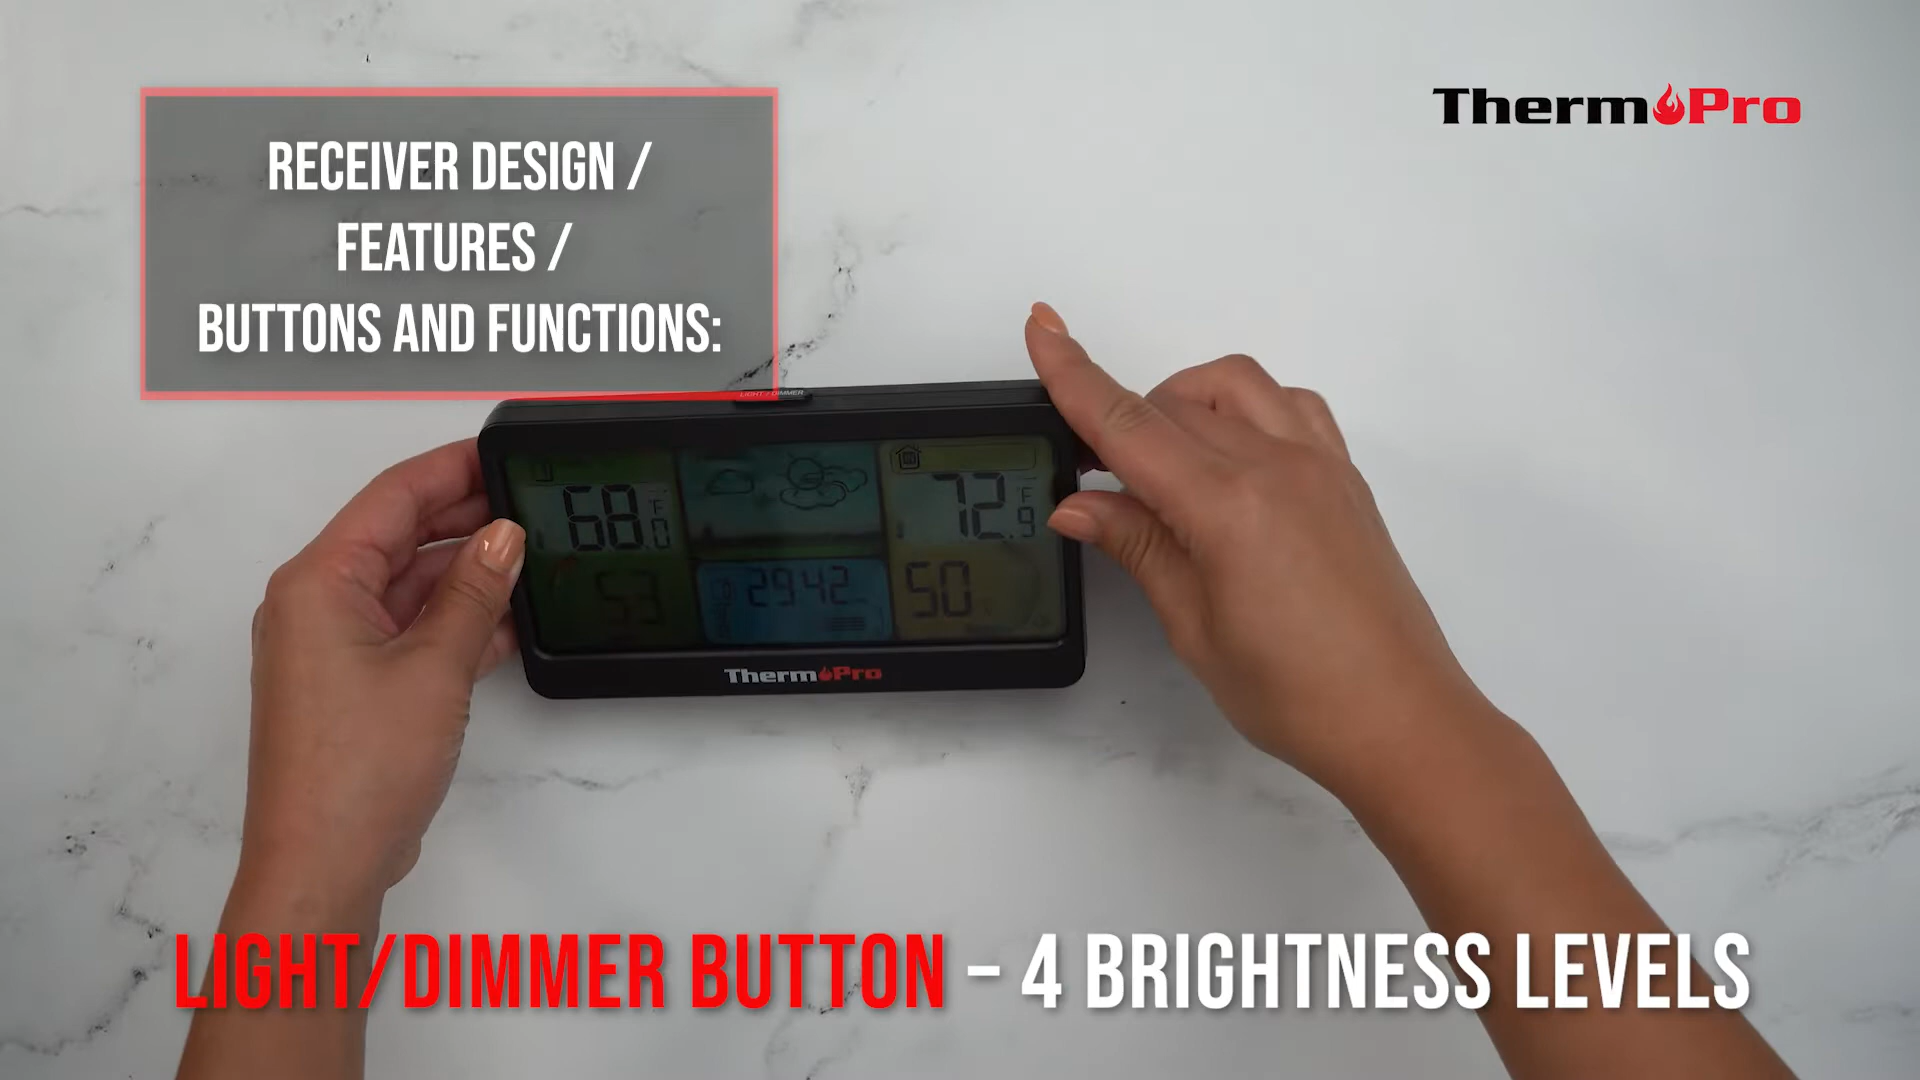 ThermoPro
RECEIVER DESIGN /
FEATURES /
BUTTONS AND FUNCTIONS:
LIGHT / DIMMER
68.0 °F
72.9 °F
53
29.42
50
ThermoPro
LIGHT/DIMMER BUTTON – 4 BRIGHTNESS LEVELS